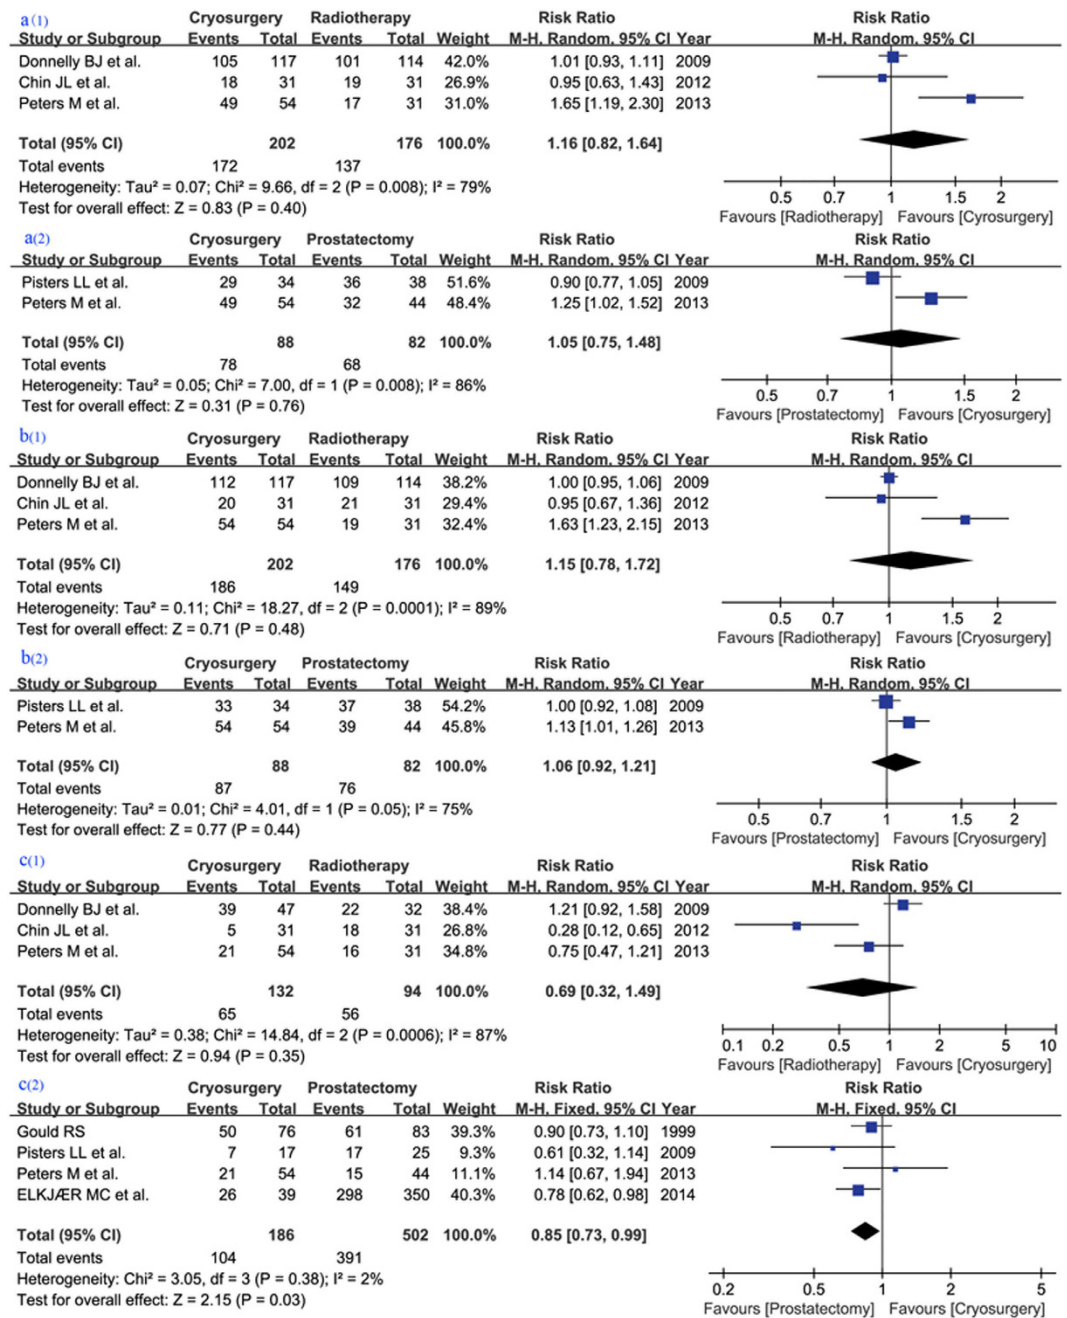 a(1) Cryosurgery Radiotherapy Risk Ratio Risk Ratio
Study or Subgroup Events Total Events Total Weight M-H, Random, 95% CI Year M-H, Random, 95% CI
Donnelly BJ et al. 105 117 101 114 42.0% 1.01 [0.93, 1.11] 2009
Chin JL et al. 18 31 19 31 26.9% 0.95 [0.63, 1.43] 2012
Peters M et al. 49 54 17 31 31.0% 1.65 [1.19, 2.30] 2013
Total (95% CI) 202 176 100.0% 1.16 [0.82, 1.64]
Total events 172 137
Heterogeneity: Tau² = 0.07; Chi² = 9.66, df = 2 (P = 0.008); I² = 79%
Test for overall effect: Z = 0.83 (P = 0.40)
0.5 0.7 1 1.5 2
Favours [Radiotherapy] Favours [Cyrosurgery]
a(2) Cryosurgery Prostatectomy Risk Ratio Risk Ratio
Study or Subgroup Events Total Events Total Weight M-H, Random, 95% CI Year M-H, Random, 95% CI
Pisters LL et al. 29 34 36 38 51.6% 0.90 [0.77, 1.05] 2009
Peters M et al. 49 54 32 44 48.4% 1.25 [1.02, 1.52] 2013
Total (95% CI) 88 82 100.0% 1.05 [0.75, 1.48]
Total events 78 68
Heterogeneity: Tau² = 0.05; Chi² = 7.00, df = 1 (P = 0.008); I² = 86%
Test for overall effect: Z = 0.31 (P = 0.76)
0.5 0.7 1 1.5 2
Favours [Prostatectomy] Favours [Cryosurgery]
b(1) Cryosurgery Radiotherapy Risk Ratio Risk Ratio
Study or Subgroup Events Total Events Total Weight M-H, Random, 95% CI Year M-H, Random, 95% CI
Donnelly BJ et al. 112 117 109 114 38.2% 1.00 [0.95, 1.06] 2009
Chin JL et al. 20 31 21 31 29.4% 0.95 [0.67, 1.36] 2012
Peters M et al. 54 54 19 31 32.4% 1.63 [1.23, 2.15] 2013
Total (95% CI) 202 176 100.0% 1.15 [0.78, 1.72]
Total events 186 149
Heterogeneity: Tau² = 0.11; Chi² = 18.27, df = 2 (P = 0.0001); I² = 89%
Test for overall effect: Z = 0.71 (P = 0.48)
0.5 0.7 1 1.5 2
Favours [Radiotherapy] Favours [Cryosurgery]
b(2) Cryosurgery Prostatectomy Risk Ratio Risk Ratio
Study or Subgroup Events Total Events Total Weight M-H, Random, 95% CI Year M-H, Random, 95% CI
Pisters LL et al. 33 34 37 38 54.2% 1.00 [0.92, 1.08] 2009
Peters M et al. 54 54 39 44 45.8% 1.13 [1.01, 1.26] 2013
Total (95% CI) 88 82 100.0% 1.06 [0.92, 1.21]
Total events 87 76
Heterogeneity: Tau² = 0.01; Chi² = 4.01, df = 1 (P = 0.05); I² = 75%
Test for overall effect: Z = 0.77 (P = 0.44)
0.5 0.7 1 1.5 2
Favours [Prostatectomy] Favours [Cryosurgery]
c(1) Cryosurgery Radiotherapy Risk Ratio Risk Ratio
Study or Subgroup Events Total Events Total Weight M-H, Random, 95% CI Year M-H, Random, 95% CI
Donnelly BJ et al. 39 47 22 32 38.4% 1.21 [0.92, 1.58] 2009
Chin JL et al. 5 31 18 31 26.8% 0.28 [0.12, 0.65] 2012
Peters M et al. 21 54 16 31 34.8% 0.75 [0.47, 1.21] 2013
Total (95% CI) 132 94 100.0% 0.69 [0.32, 1.49]
Total events 65 56
Heterogeneity: Tau² = 0.38; Chi² = 14.84, df = 2 (P = 0.0006); I² = 87%
Test for overall effect: Z = 0.94 (P = 0.35)
0.1 0.2 0.5 1 2 5 10
Favours [Radiotherapy] Favours [Cryosurgery]
c(2) Cryosurgery Prostatectomy Risk Ratio Risk Ratio
Study or Subgroup Events Total Events Total Weight M-H, Fixed, 95% CI Year M-H, Fixed, 95% CI
Gould RS 50 76 61 83 39.3% 0.90 [0.73, 1.10] 1999
Pisters LL et al. 7 17 17 25 9.3% 0.61 [0.32, 1.14] 2009
Peters M et al. 21 54 15 44 11.1% 1.14 [0.67, 1.94] 2013
ELKJÆR MC et al. 26 39 298 350 40.3% 0.78 [0.62, 0.98] 2014
Total (95% CI) 186 502 100.0% 0.85 [0.73, 0.99]
Total events 104 391
Heterogeneity: Chi² = 3.05, df = 3 (P = 0.38); I² = 2%
Test for overall effect: Z = 2.15 (P = 0.03)
0.2 0.5 1 2 5
Favours [Prostatectomy] Favours [Cryosurgery]